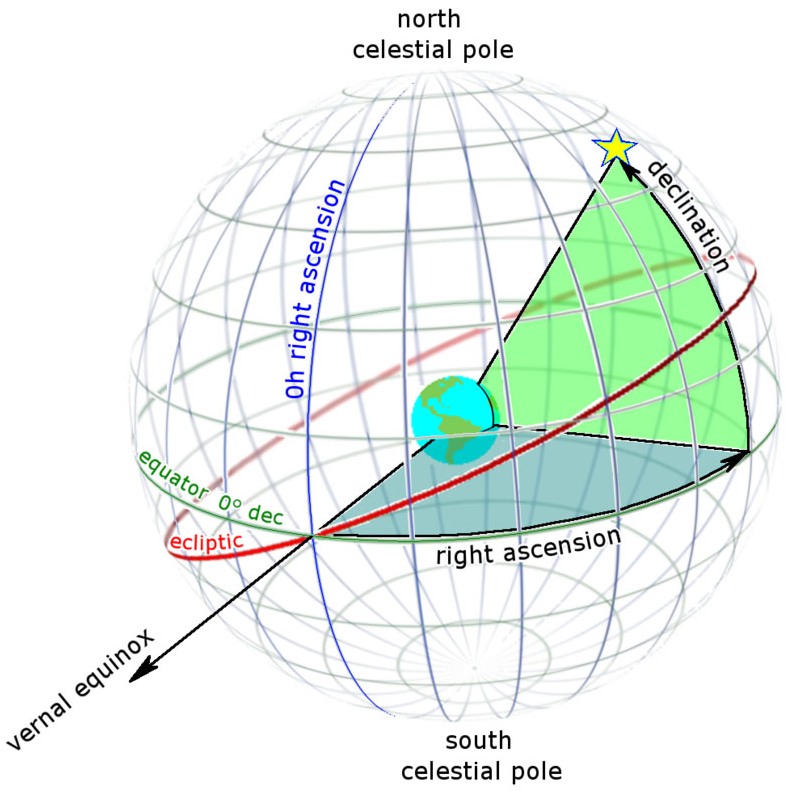 north
celestial pole
declination
0h right ascension
equator 0° dec
ecliptic
right ascension
vernal equinox
south
celestial pole